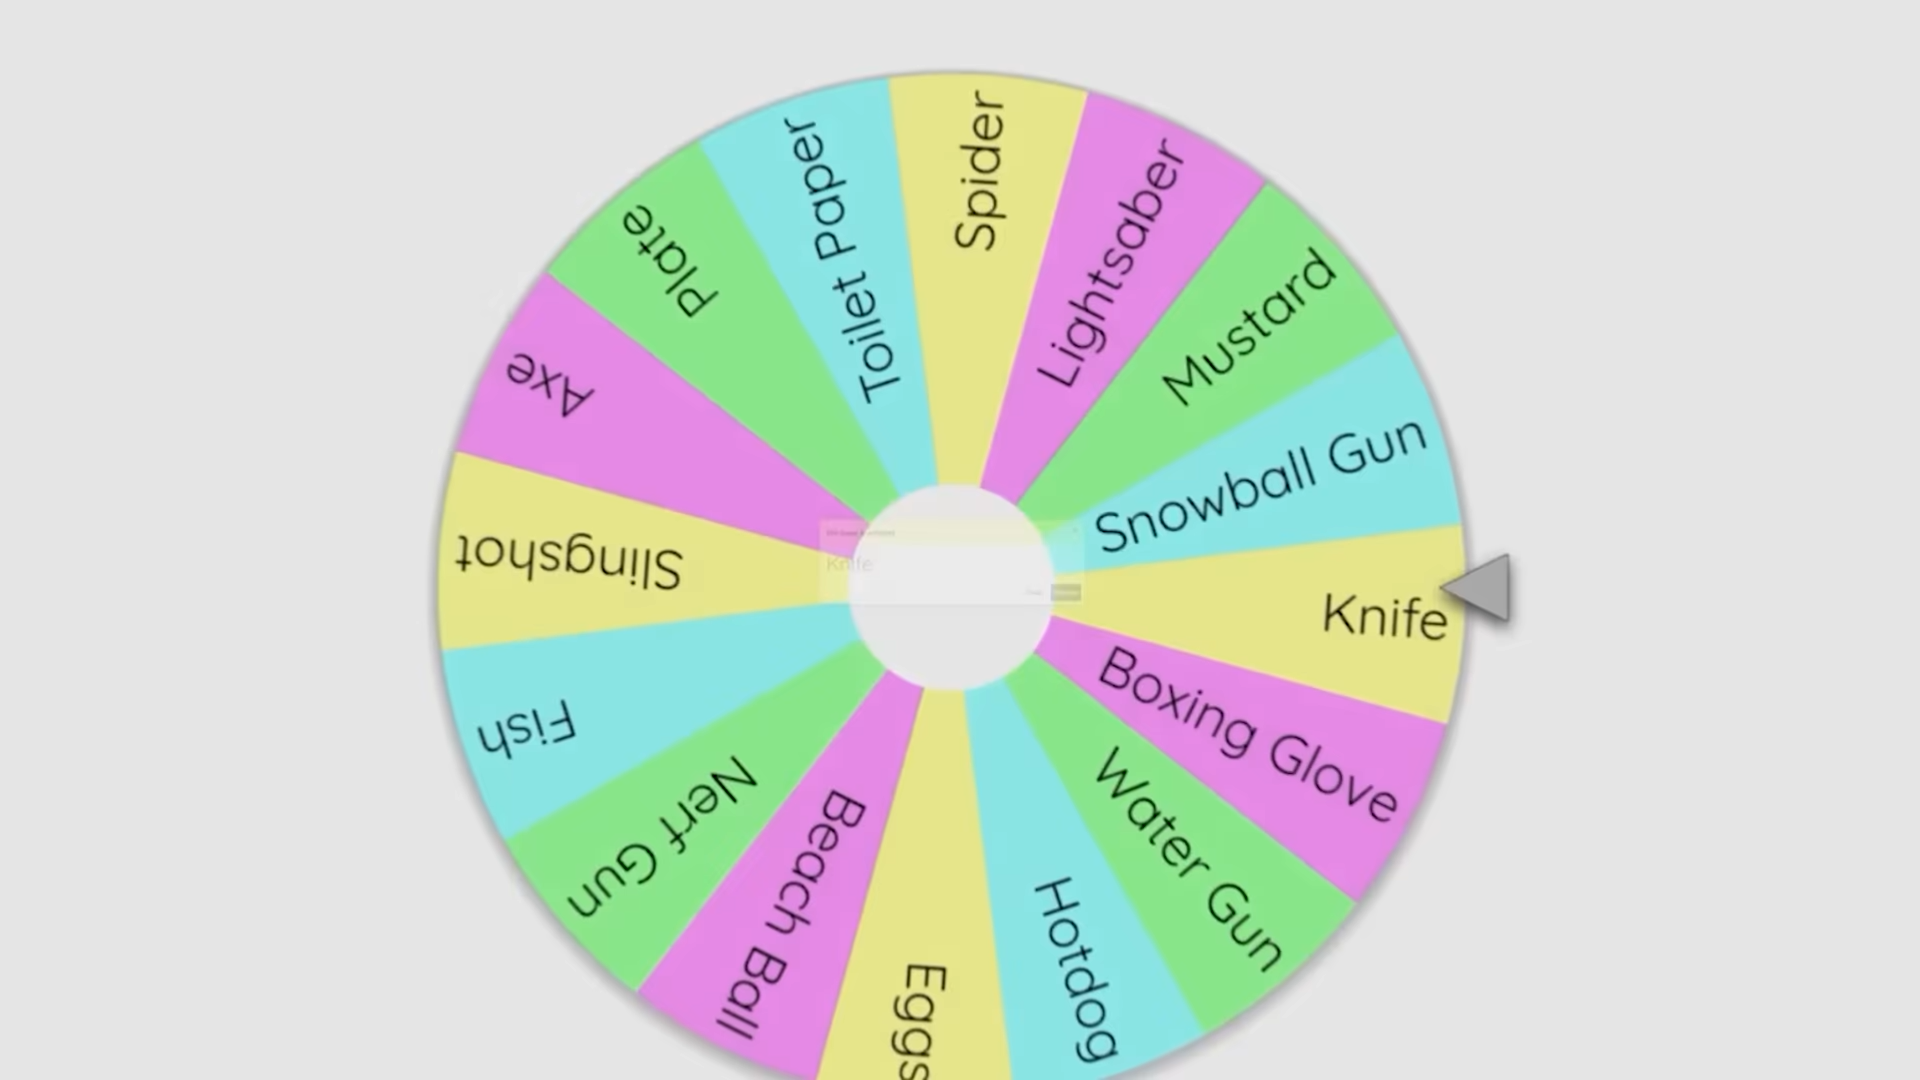 Spider
Lightsaber
Mustard
Snowball Gun
Knife
Boxing Glove
Water Gun
Hotdog
Eggs
Beach Ball
Nerf Gun
Fish
Slingshot
Axe
Plate
Toilet Paper
Knife